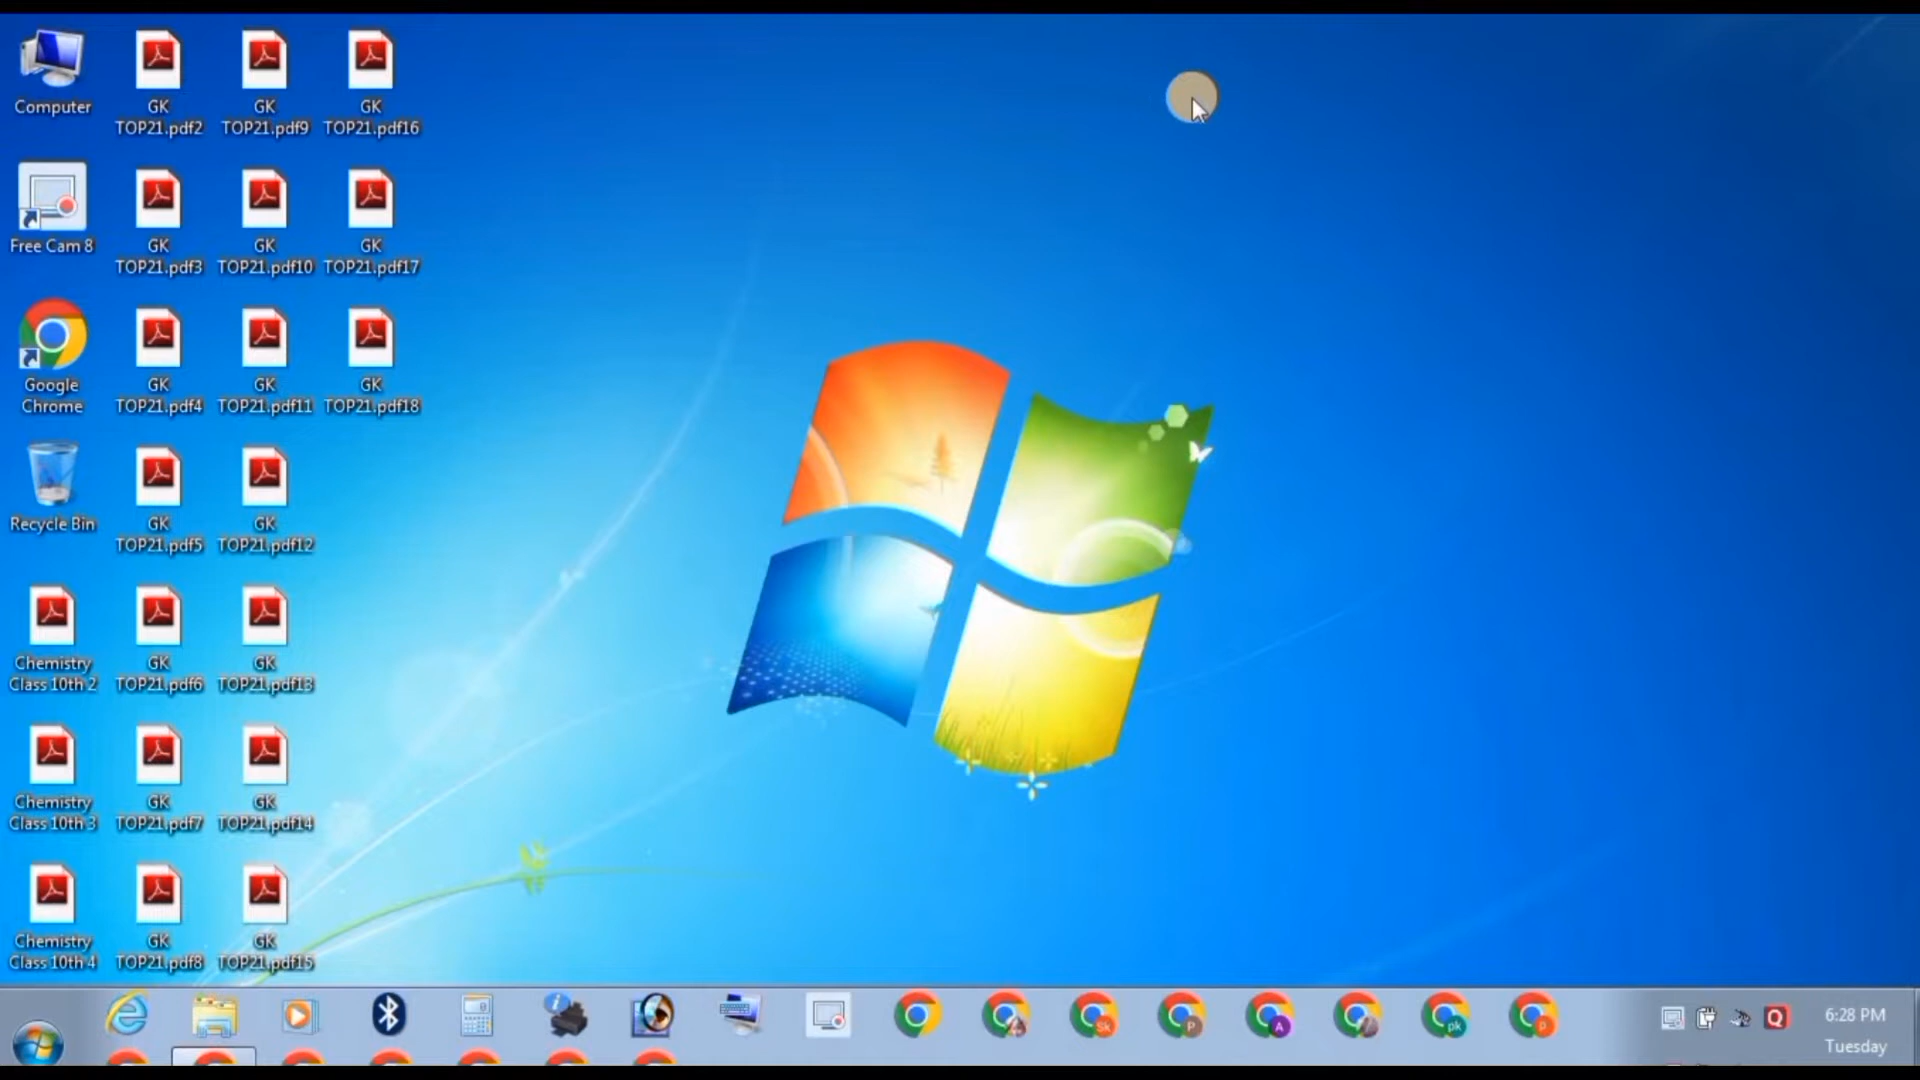 Computer
GK
TOP21.pdf2
GK
TOP21.pdf9
GK
TOP21.pdf16
Free Cam 8
GK
TOP21.pdf3
GK
TOP21.pdf10
GK
TOP21.pdf17
Google
Chrome
GK
TOP21.pdf4
GK
TOP21.pdf11
GK
TOP21.pdf18
Recycle Bin
GK
TOP21.pdf5
GK
TOP21.pdf12
Chemistry
Class 10th 2
GK
TOP21.pdf6
GK
TOP21.pdf13
Chemistry
Class 10th 3
GK
TOP21.pdf7
GK
TOP21.pdf14
Chemistry
Class 10th 4
GK
TOP21.pdf8
GK
TOP21.pdf15
Sk
P
A
pk
P
Q
6:28 PM
Tuesday